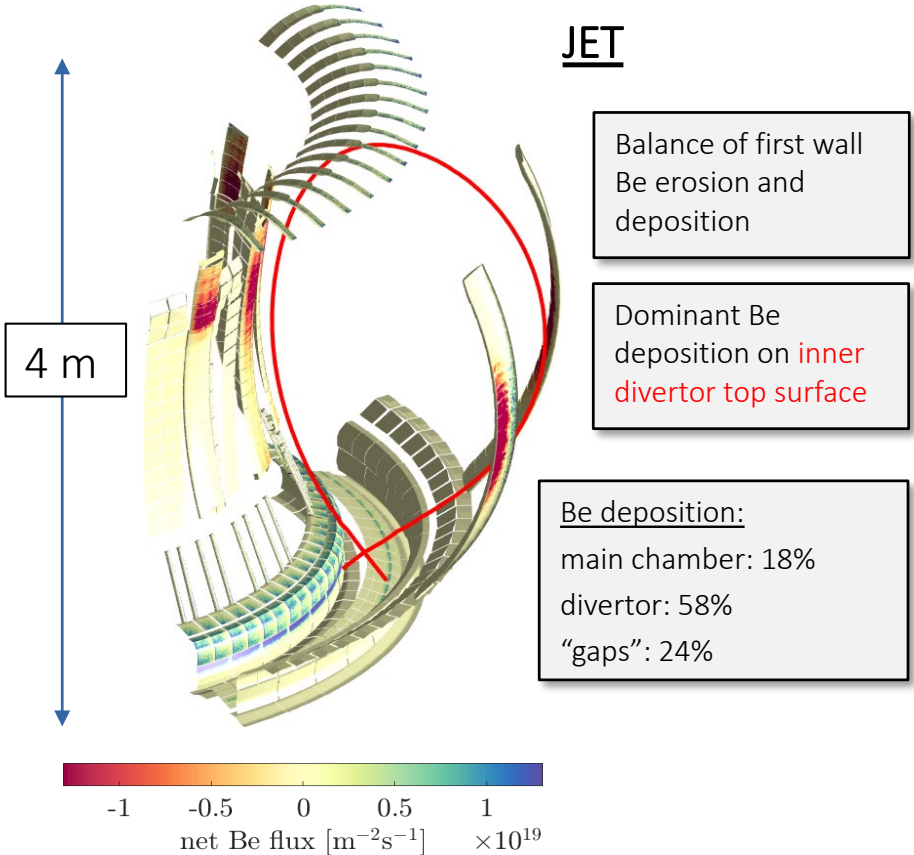 JET
Balance of first wall
Be erosion and
deposition
4 m
Dominant Be
deposition on inner
divertor top surface
Be deposition:
main chamber: 18%
divertor: 58%
“gaps”: 24%
-1 -0.5 0 0.5 1
net Be flux [m⁻²s⁻¹] ×10¹⁹